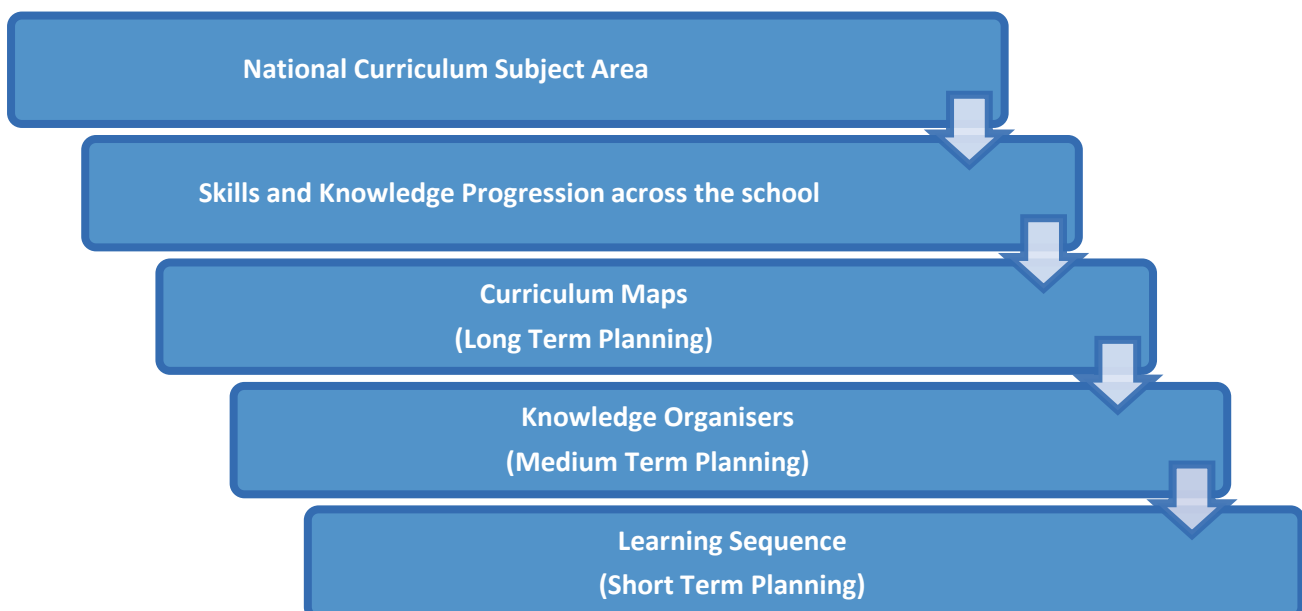 National Curriculum Subject Area
Skills and Knowledge Progression across the school
Curriculum Maps
(Long Term Planning)
Knowledge Organisers
(Medium Term Planning)
Learning Sequence
(Short Term Planning)